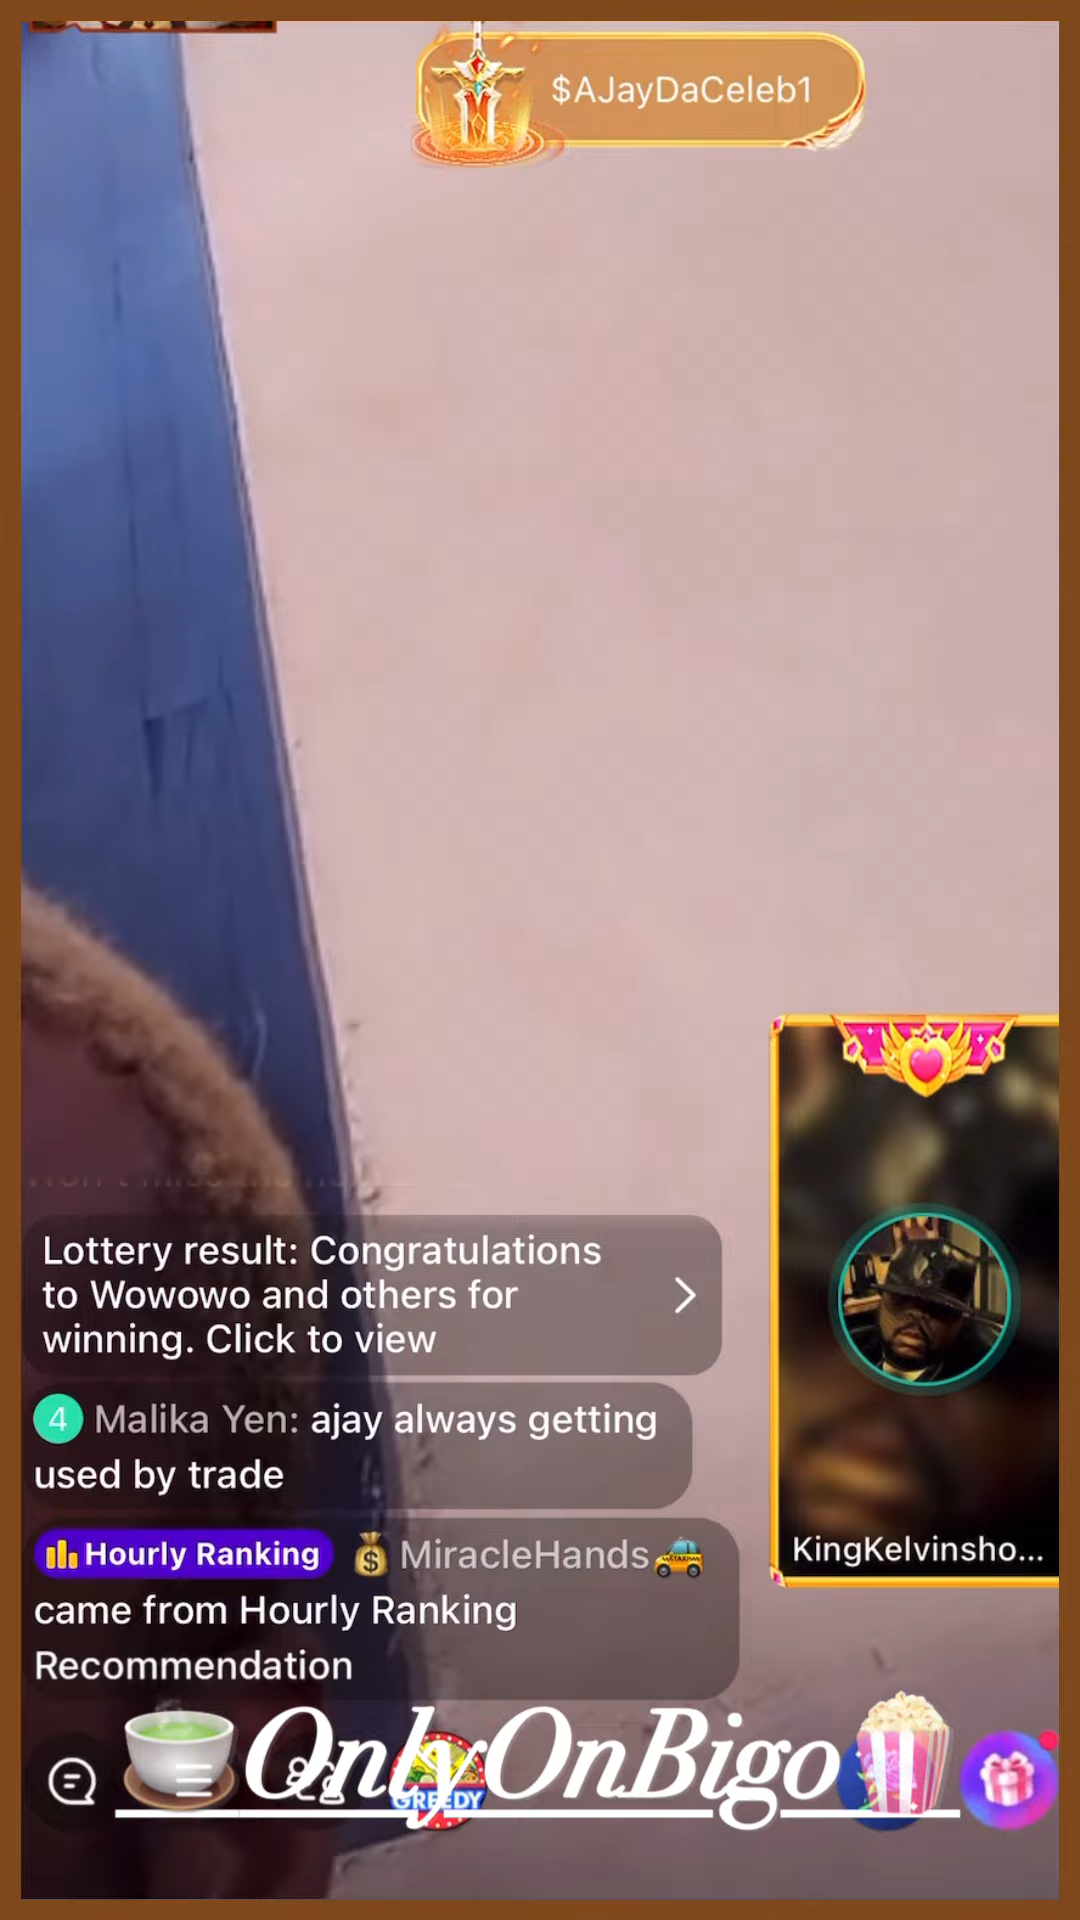 $AJayDaCeleb1
Lottery result: Congratulations
to Wowowo and others for
winning. Click to view
4 Malika Yen: ajay always getting
used by trade
Hourly Ranking 💰 MiracleHands🚕
came from Hourly Ranking
Recommendation
KingKelvinsho...
🍵OnlyOnBigo🍿
GREEDY